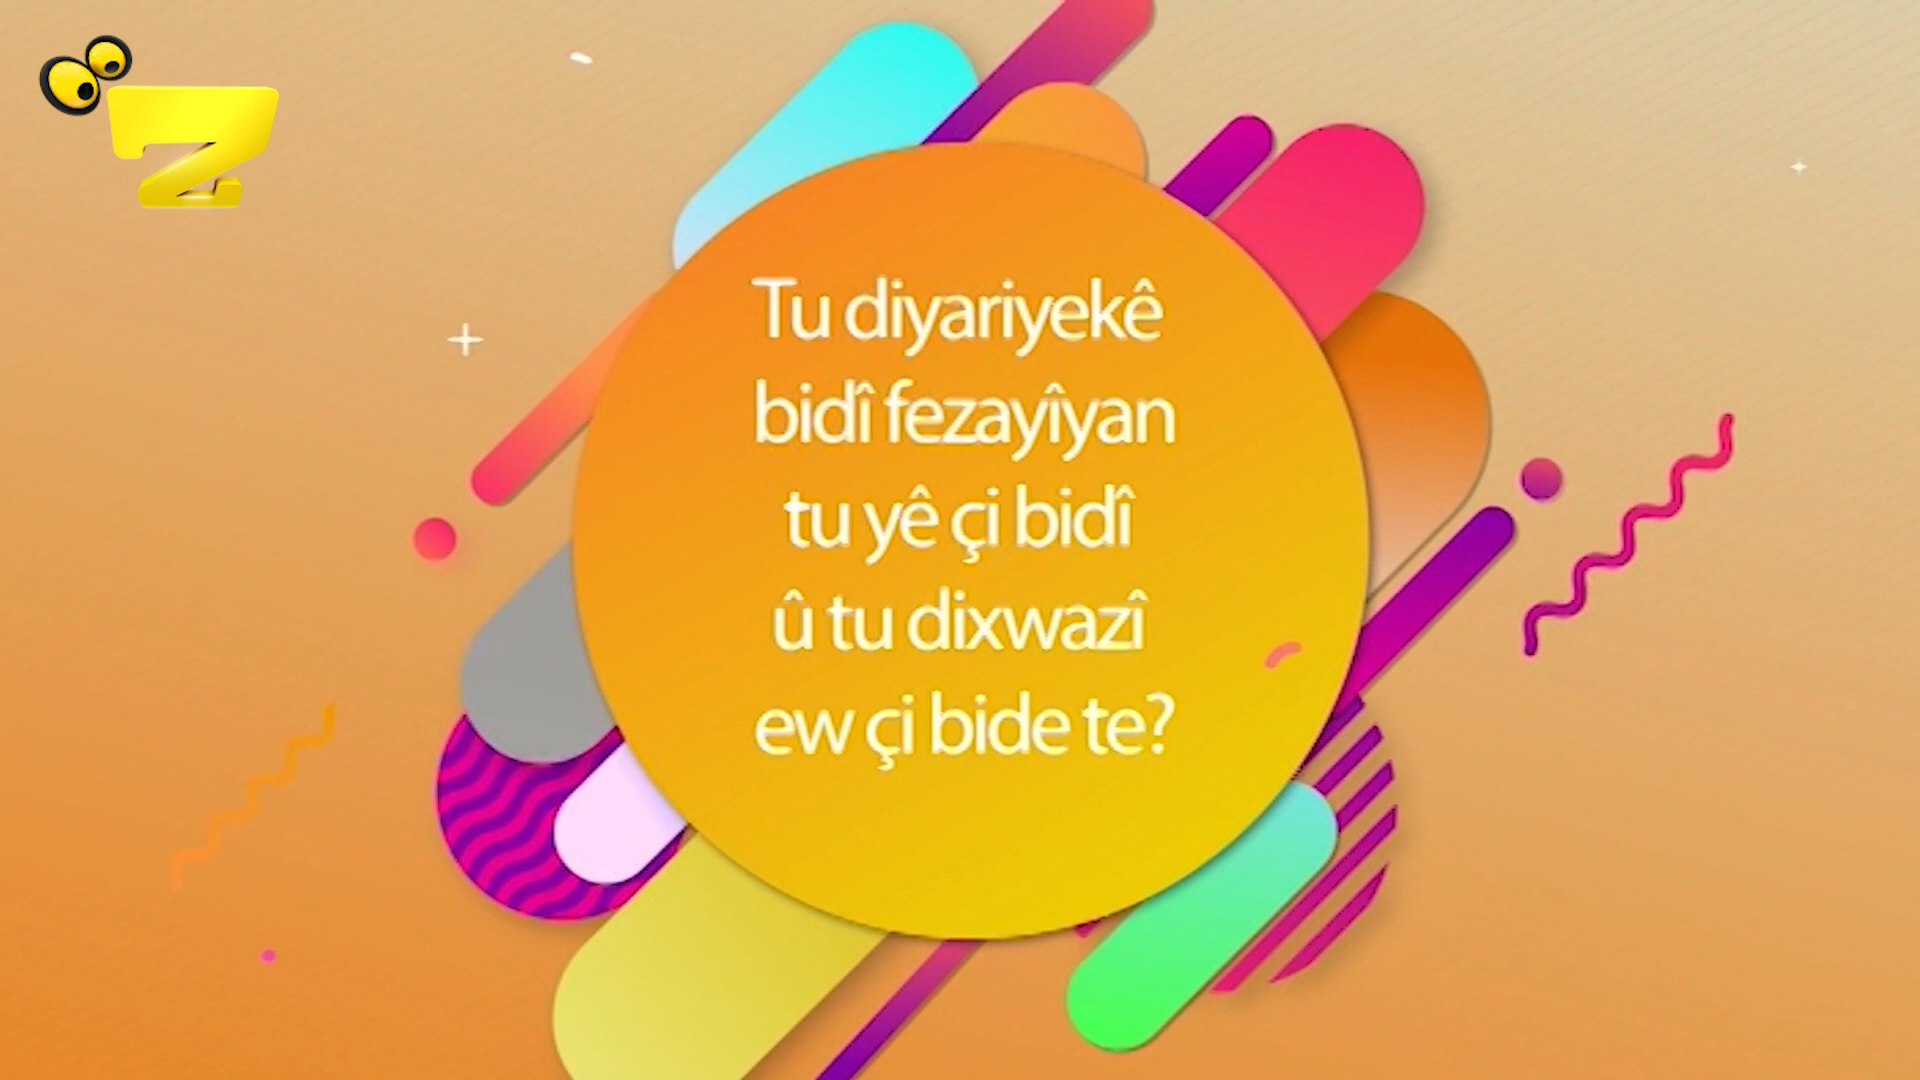 Z
Tu diyariyekê
bidî fezayîyan
tu yê çi bidî
û tu dixwazî
ew çi bide te?